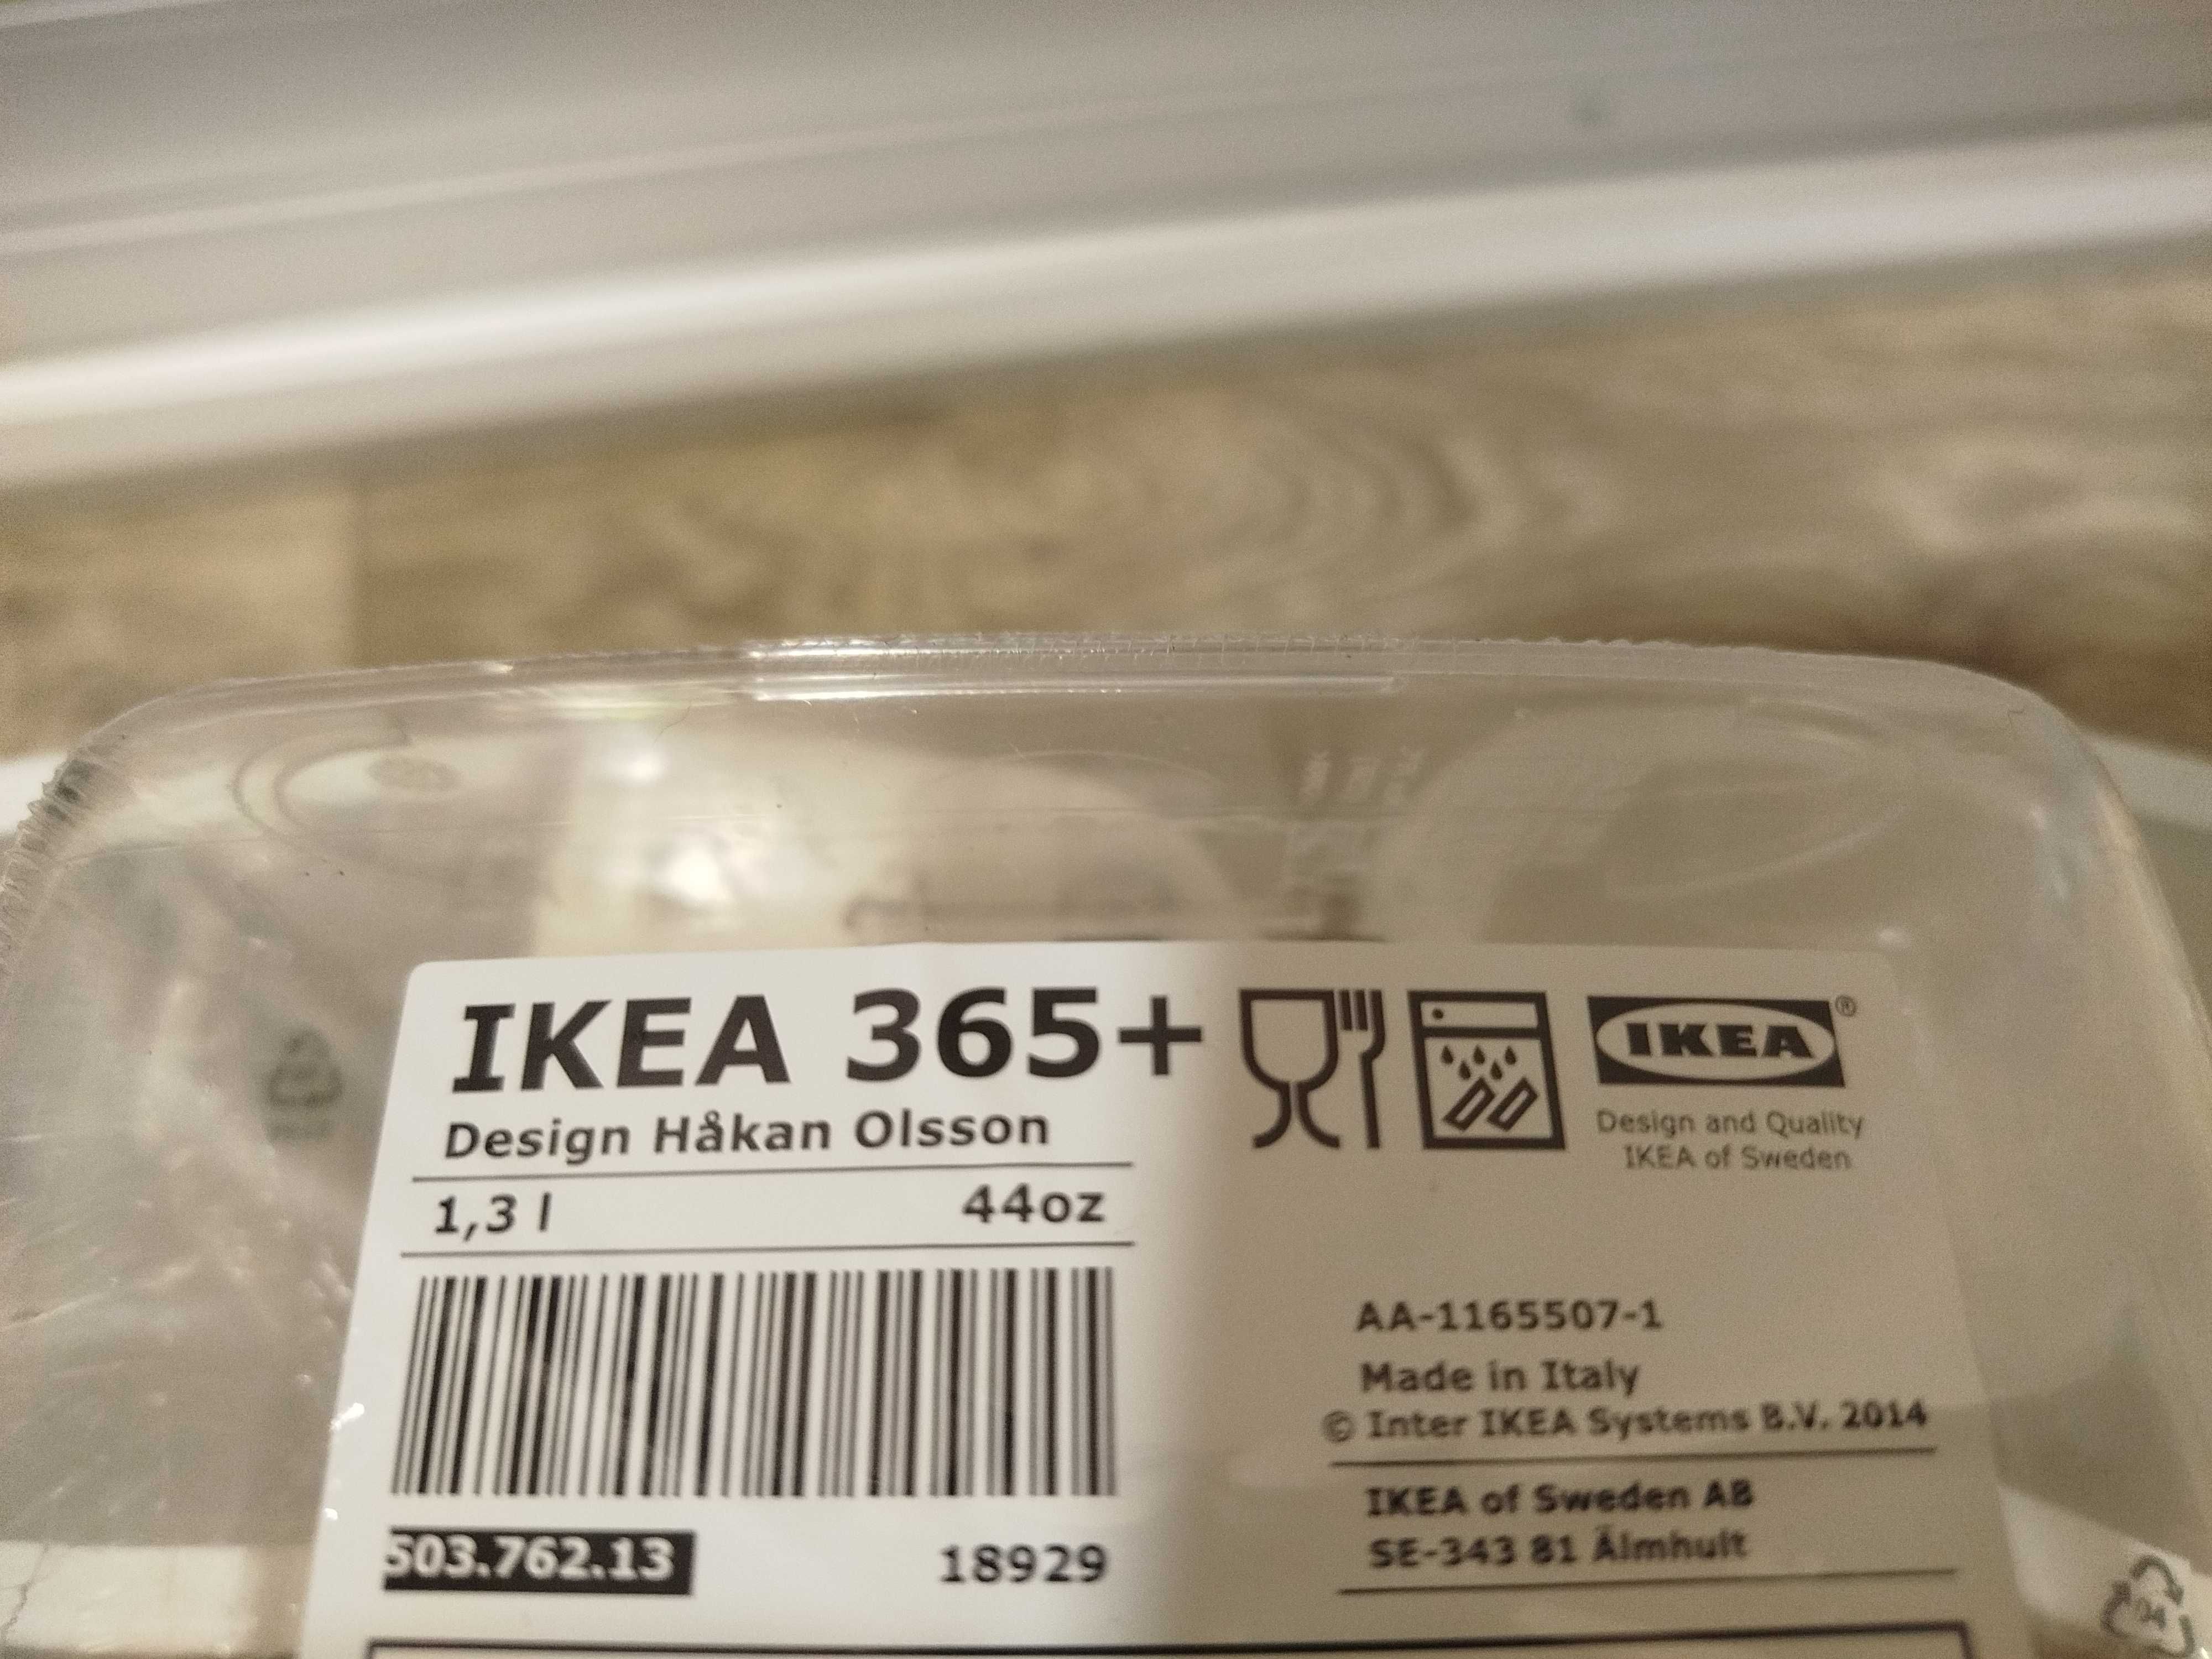 IKEA 365+
Design Håkan Olsson
1,3 l 44oz
503.762.13 18929
IKEA®
Design and Quality
IKEA of Sweden
AA-1165507-1
Made in Italy
© Inter IKEA Systems B.V. 2014
IKEA of Sweden AB
SE-343 81 Älmhult
04